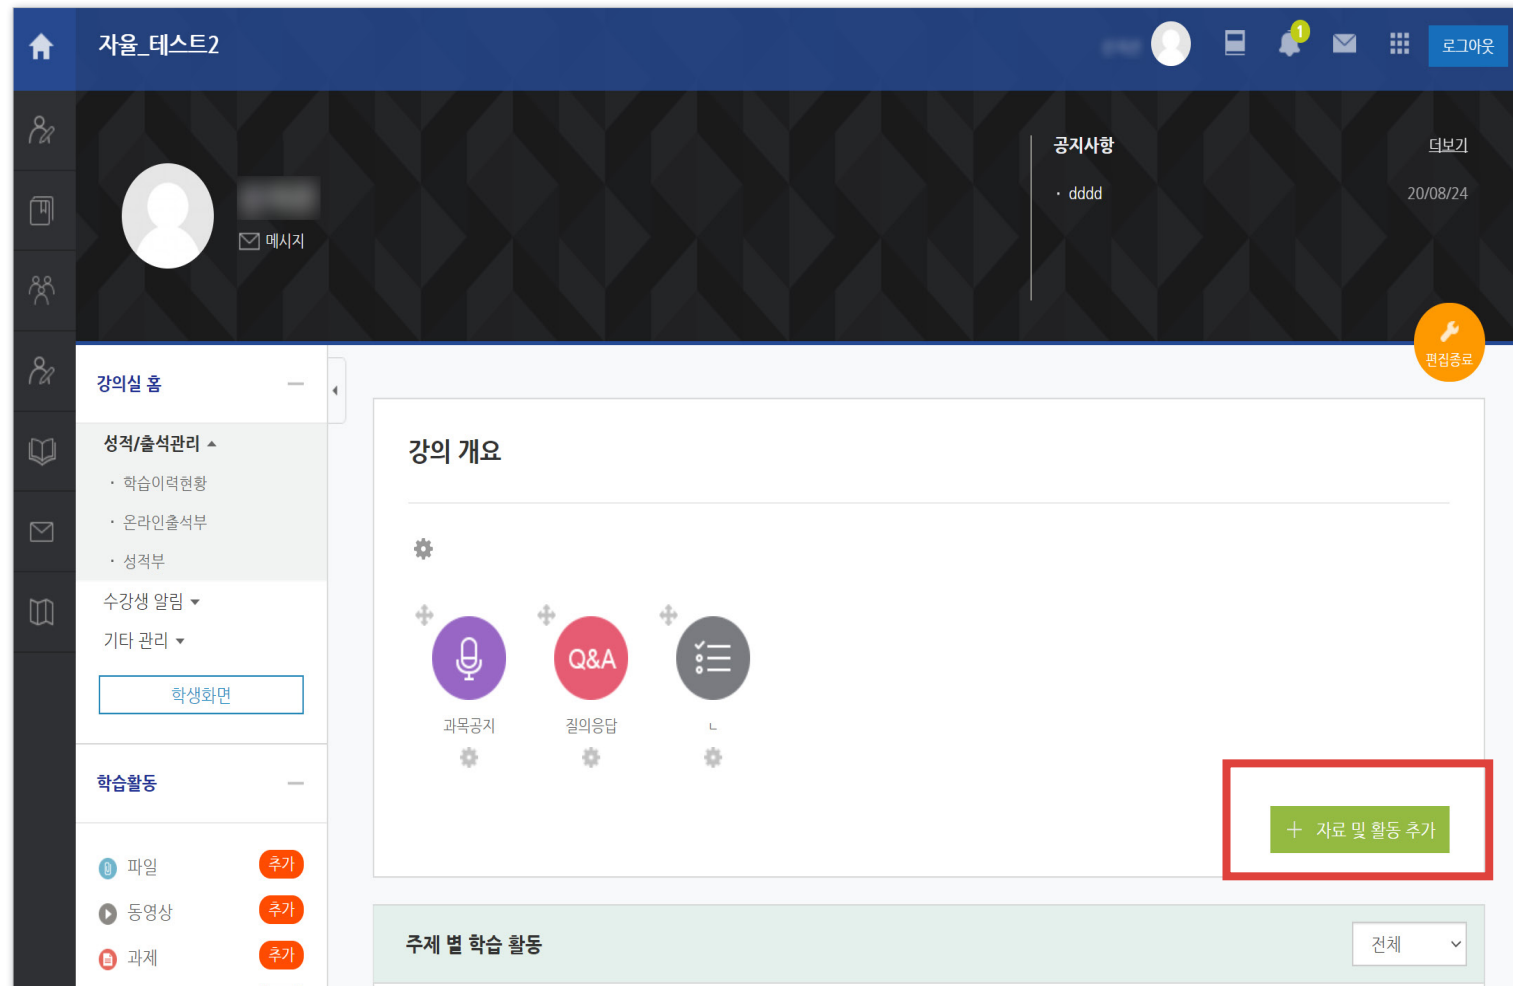 자율_테스트2
1
로그아웃
공지사항
더보기
· dddd
20/08/24
메시지
편집종료
강의실 홈
성적/출석관리
· 학습이력현황
· 온라인출석부
· 성적부
수강생 알림
기타 관리
학생화면
학습활동
파일
추가
동영상
추가
과제
추가
강의 개요
Q&A
과목공지
질의응답
ㄴ
+ 자료 및 활동 추가
주제 별 학습 활동
전체